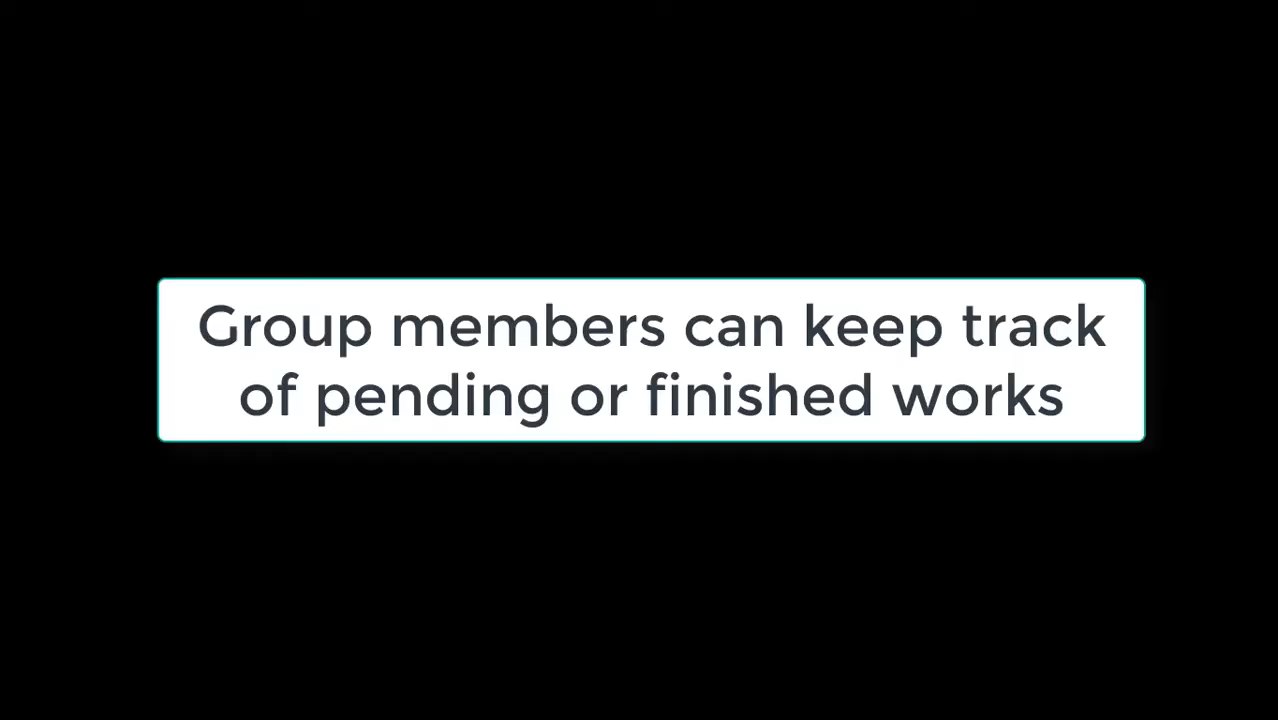 Group members can keep track
of pending or finished works